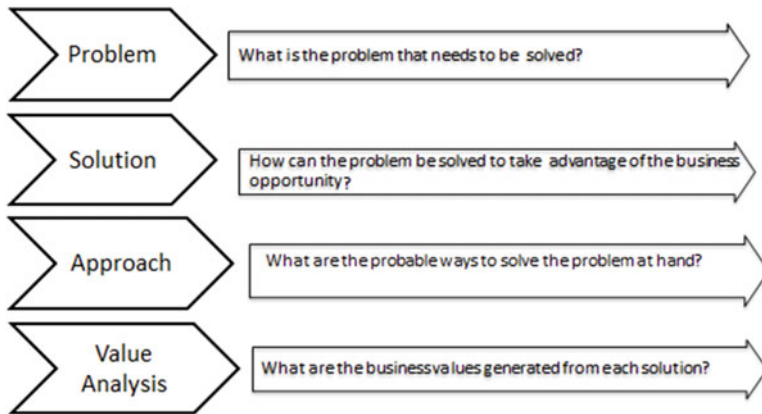 Problem
What is the problem that needs to be solved?
Solution
How can the problem be solved to take advantage of the business
opportunity?
Approach
What are the probable ways to solve the problem at hand?
Value
Analysis
What are the business values generated from each solution?